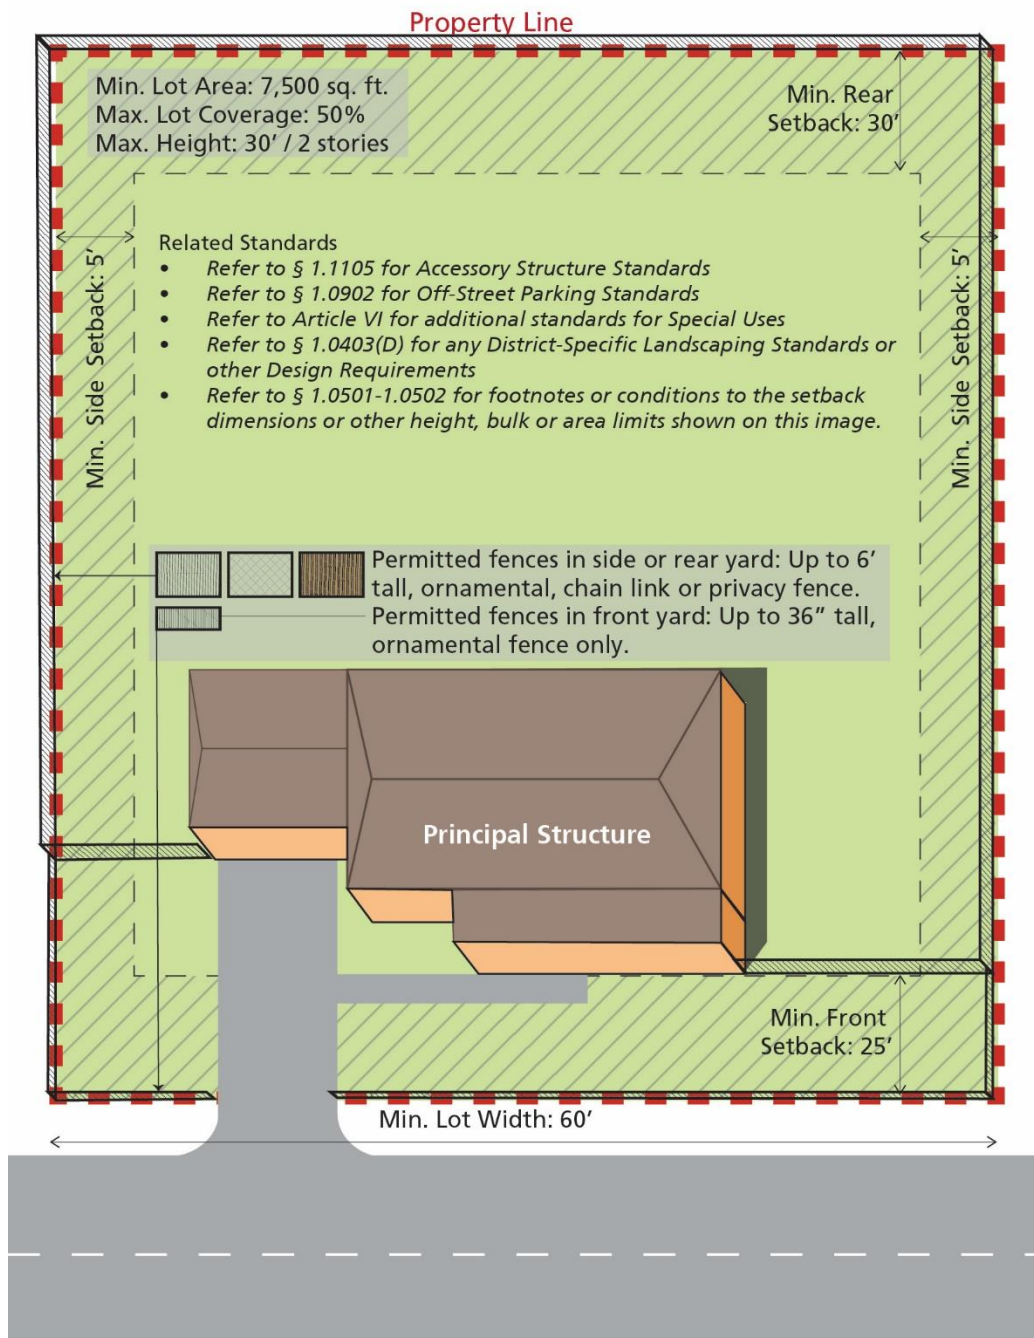 Property Line
Min. Lot Area: 7,500 sq. ft.
Max. Lot Coverage: 50%
Max. Height: 30’ / 2 stories
Min. Rear
Setback: 30’
Min. Side Setback: 5’
Related Standards
• Refer to § 1.1105 for Accessory Structure Standards
• Refer to § 1.0902 for Off-Street Parking Standards
• Refer to Article VI for additional standards for Special Uses
• Refer to § 1.0403(D) for any District-Specific Landscaping Standards or
other Design Requirements
• Refer to § 1.0501-1.0502 for footnotes or conditions to the setback
dimensions or other height, bulk or area limits shown on this image.
Min. Side Setback: 5’
Permitted fences in side or rear yard: Up to 6’
tall, ornamental, chain link or privacy fence.
Permitted fences in front yard: Up to 36” tall,
ornamental fence only.
Principal Structure
Min. Front
Setback: 25’
Min. Lot Width: 60’